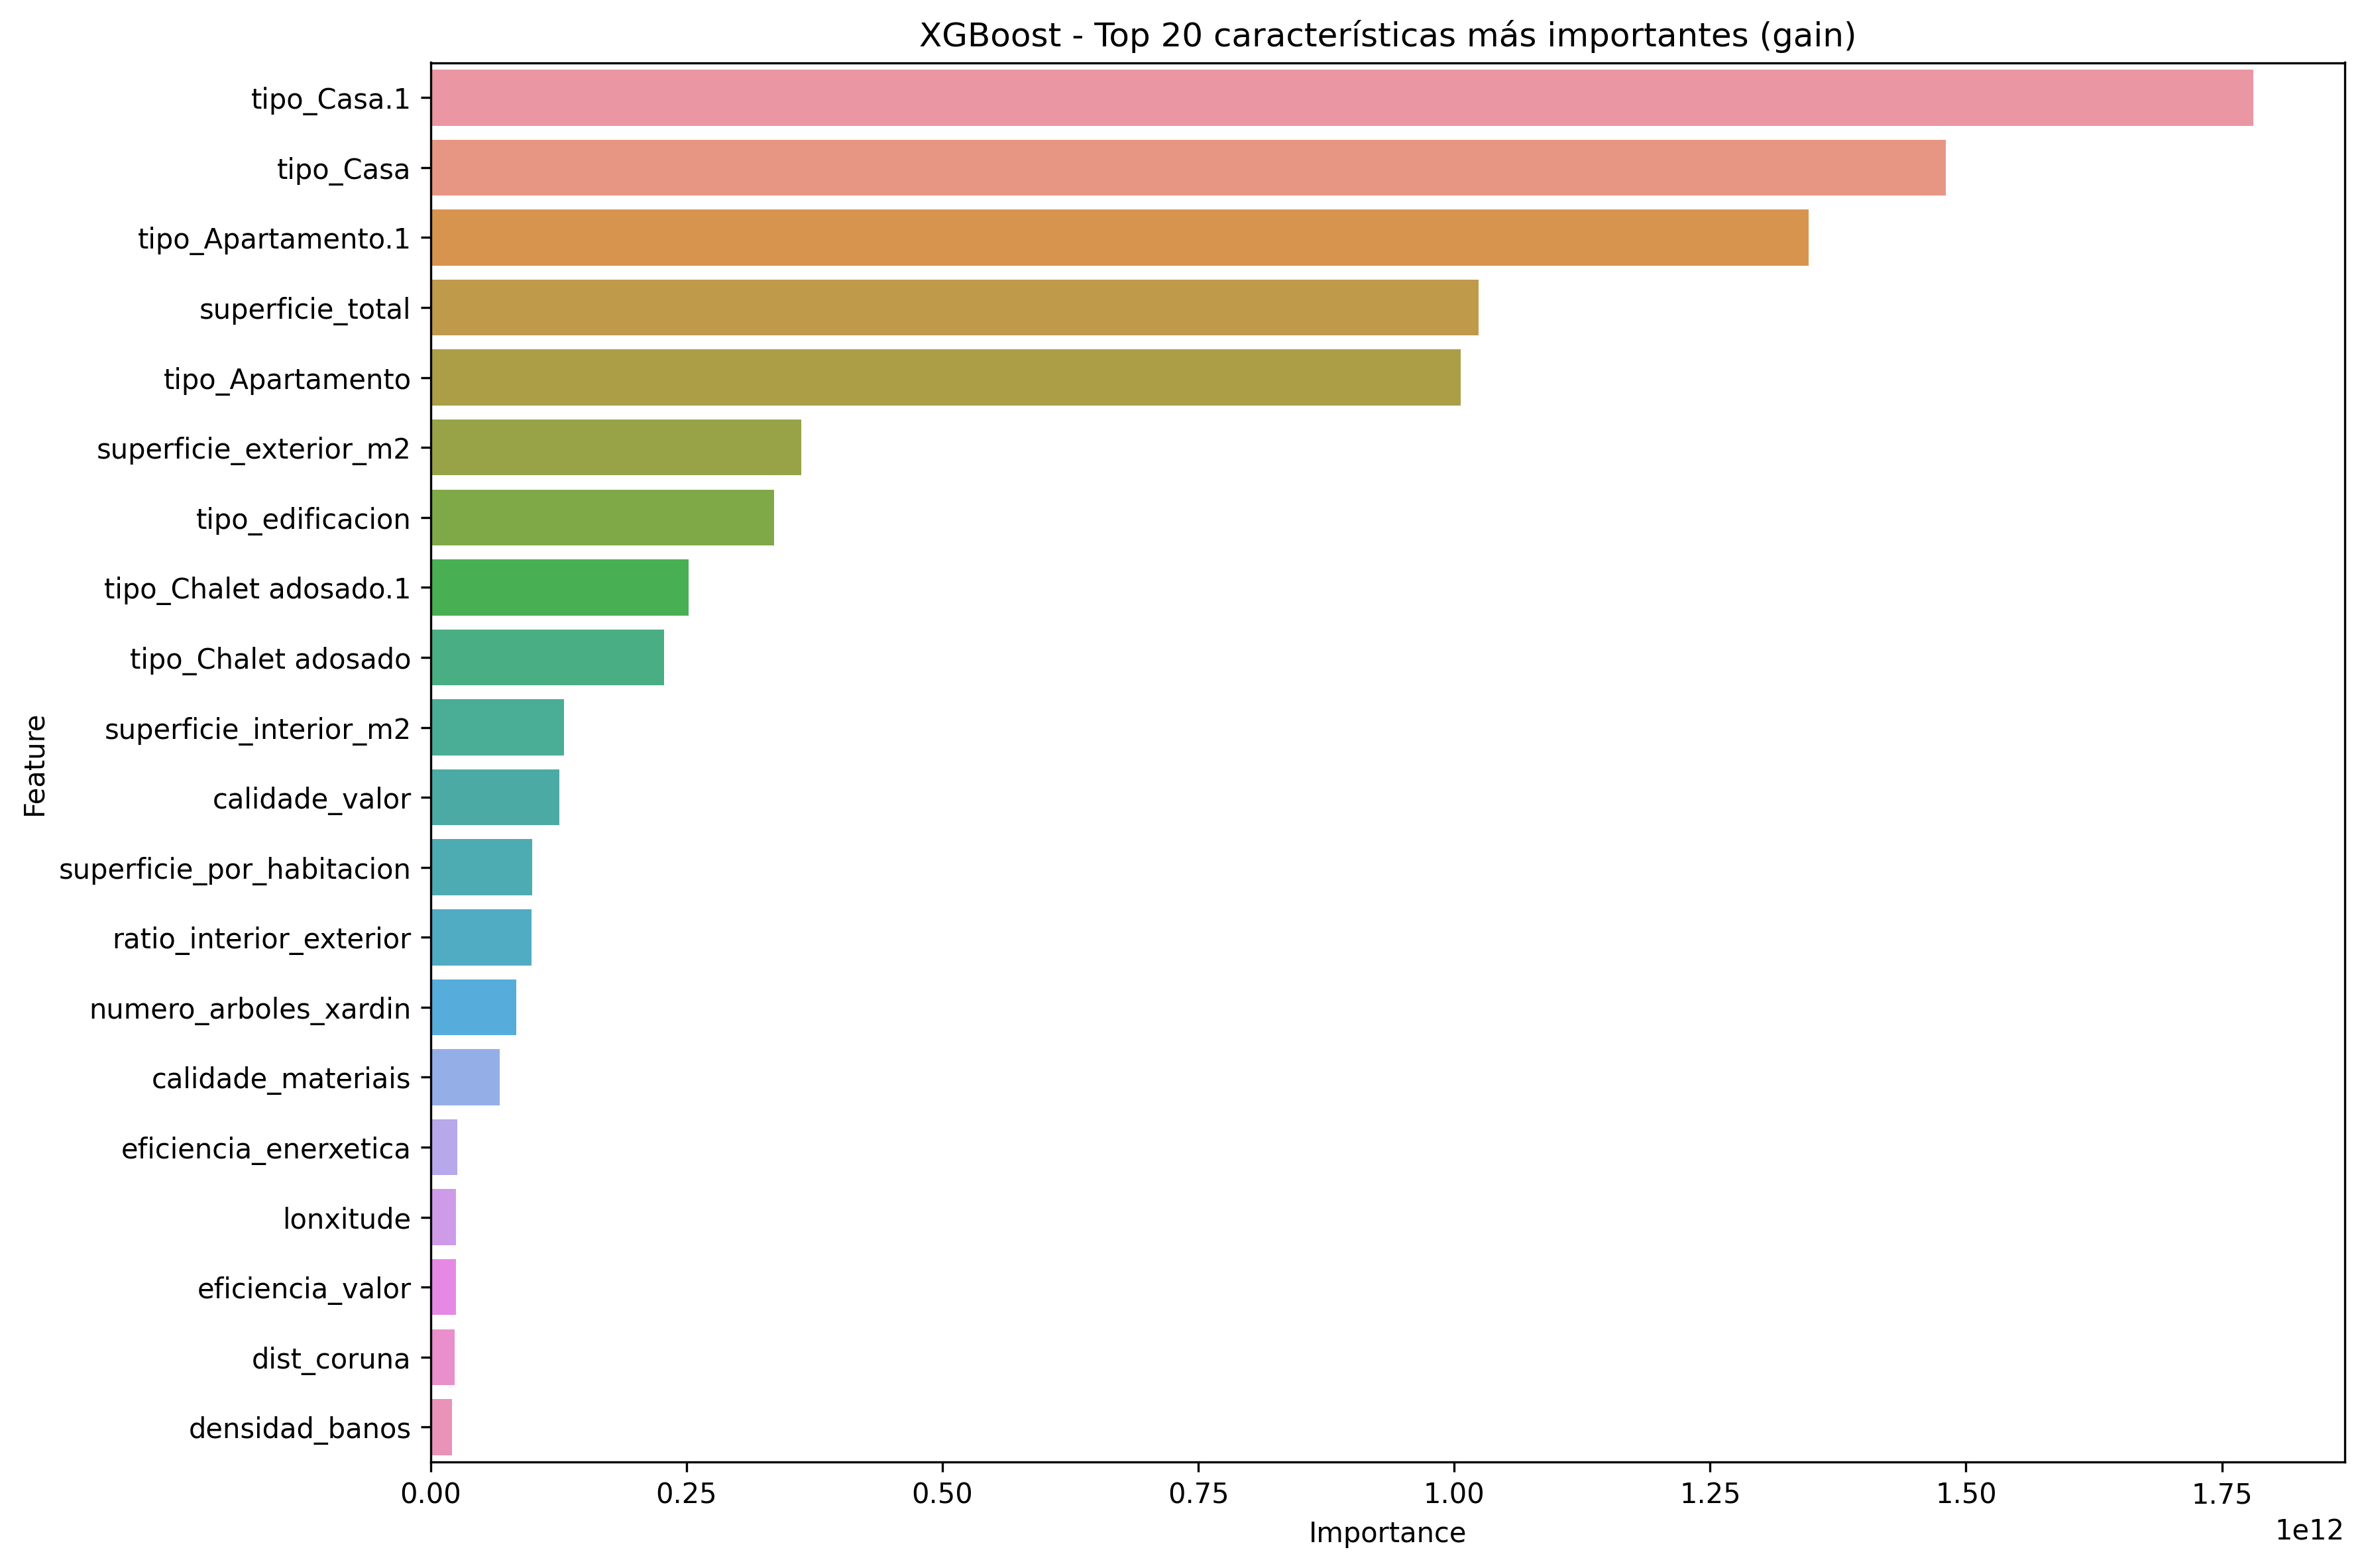 XGBoost - Top 20 características más importantes (gain)
tipo_Casa.1
tipo_Casa
tipo_Apartamento.1
superficie_total
tipo_Apartamento
superficie_exterior_m2
tipo_edificacion
tipo_Chalet adosado.1
tipo_Chalet adosado
superficie_interior_m2
calidade_valor
superficie_por_habitacion
ratio_interior_exterior
numero_arboles_xardin
calidade_materiais
eficiencia_enerxetica
lonxitude
eficiencia_valor
dist_coruna
densidad_banos
Feature
0.00 0.25 0.50 0.75 1.00 1.25 1.50 1.75
Importance
1e12